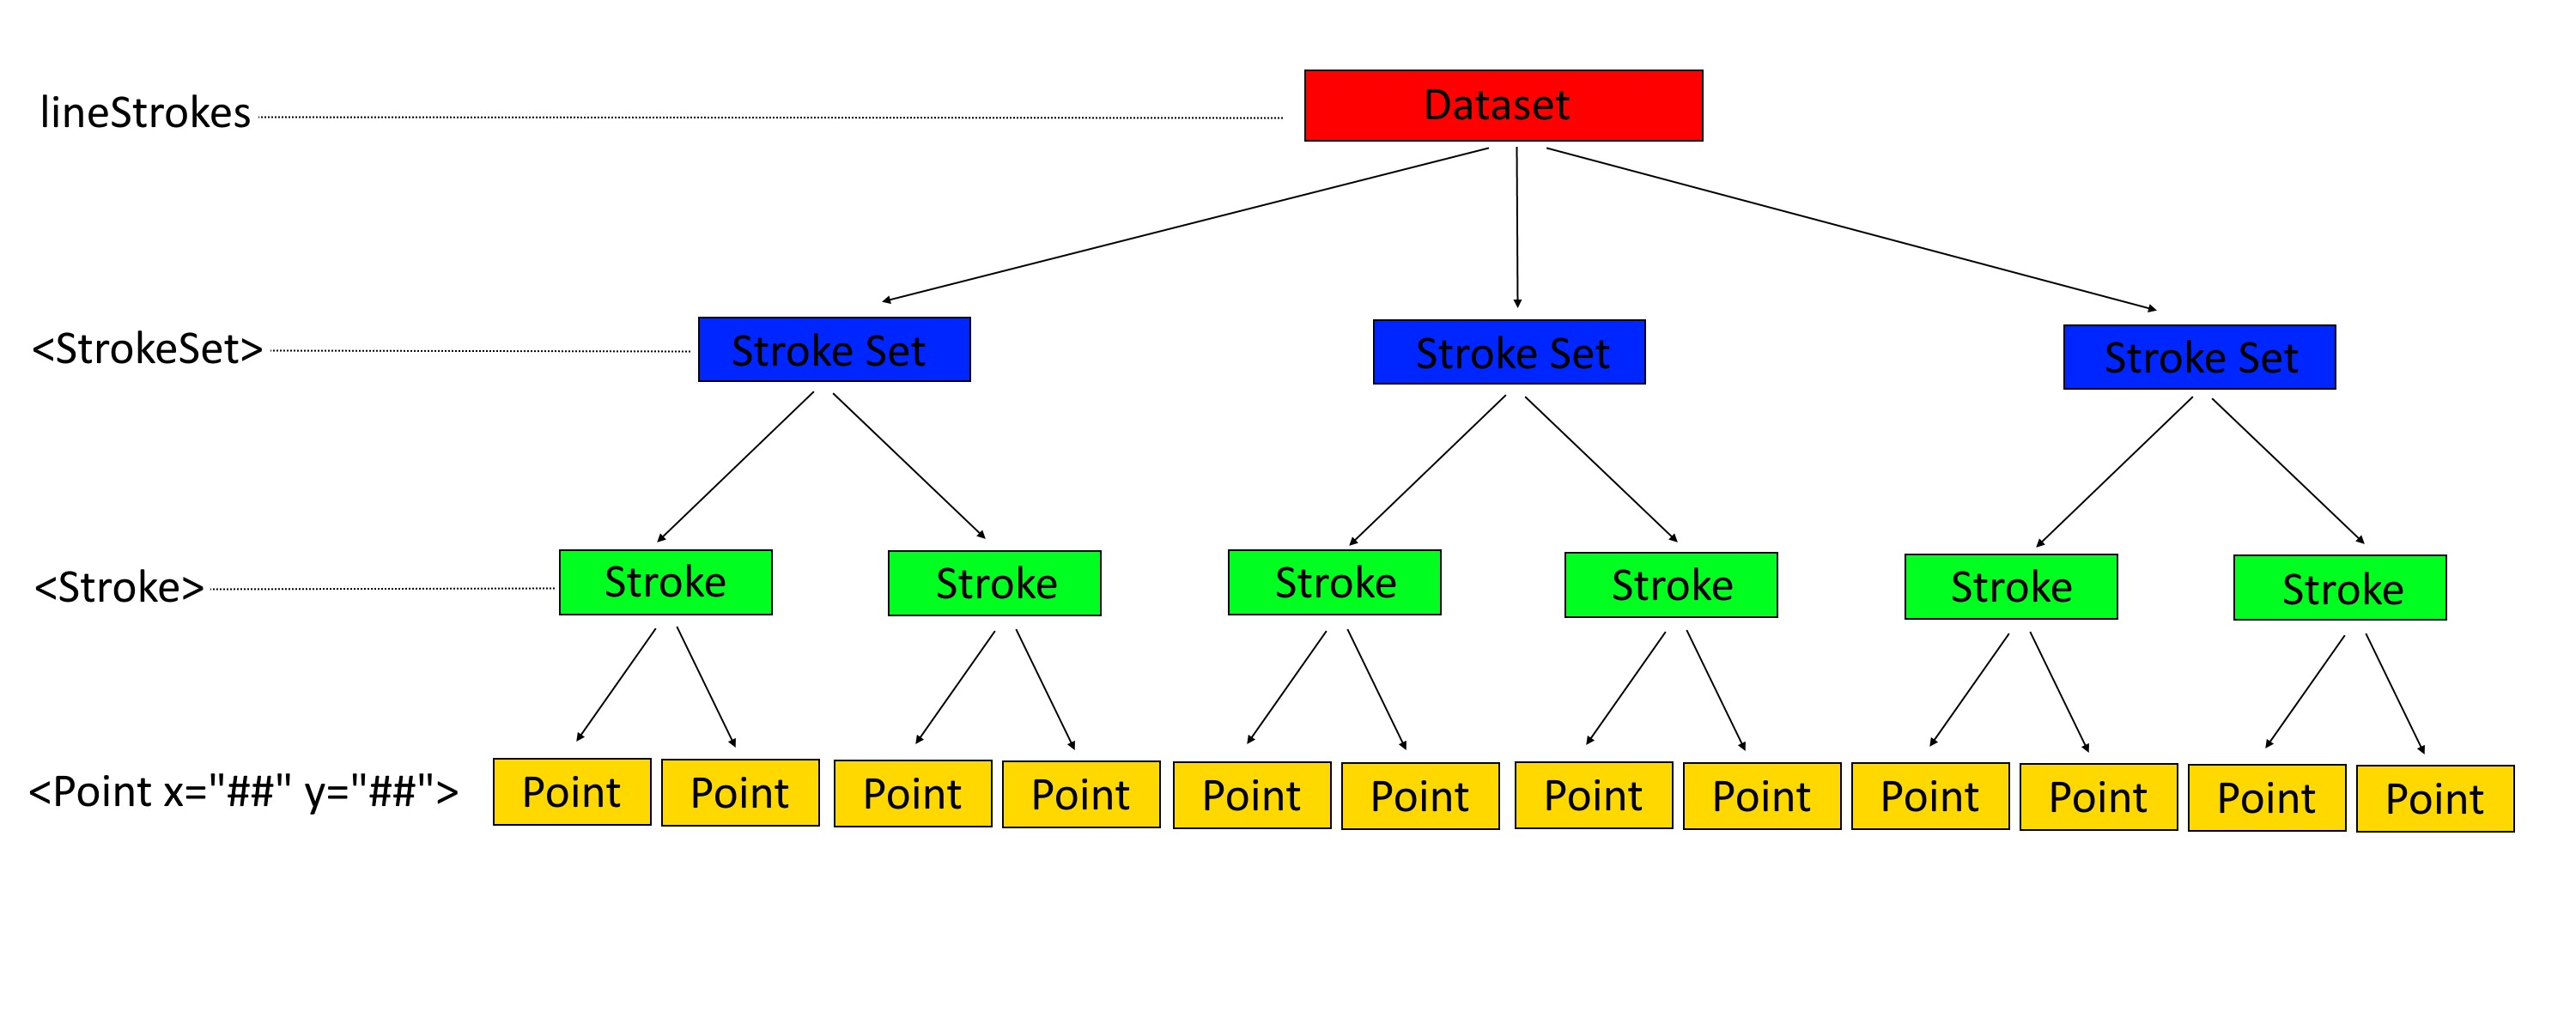 lineStrokes Dataset
<StrokeSet> Stroke Set Stroke Set Stroke Set
<Stroke> Stroke Stroke Stroke Stroke Stroke Stroke
<Point x="##" y="##"> Point Point Point Point Point Point Point Point Point Point Point Point